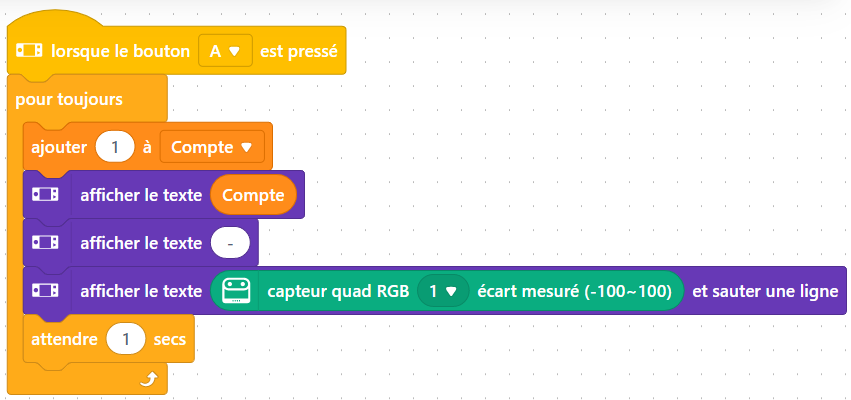 lorsque le bouton A est pressé
pour toujours
ajouter 1 à Compte
afficher le texte Compte
afficher le texte -
afficher le texte capteur quad RGB 1 écart mesuré (-100~100) et sauter une ligne
attendre 1 secs